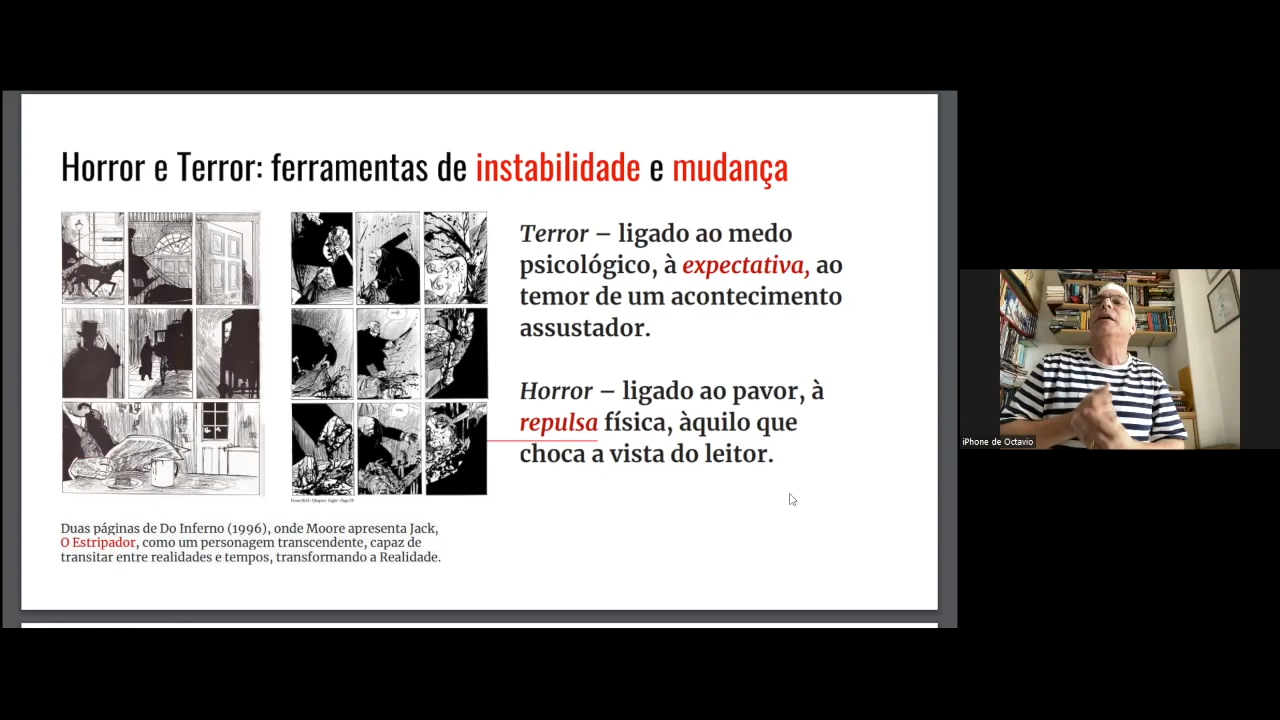 Horror e Terror: ferramentas de instabilidade e mudança
Terror – ligado ao medo
psicológico, à expectativa, ao
temor de um acontecimento
assustador.
Horror – ligado ao pavor, à
repulsa física, àquilo que
choca a vista do leitor.
Duas páginas de Do Inferno (1996), onde Moore apresenta Jack,
O Estripador, como um personagem transcendente, capaz de
transitar entre realidades e tempos, transformando a Realidade.
iPhone de Octavio